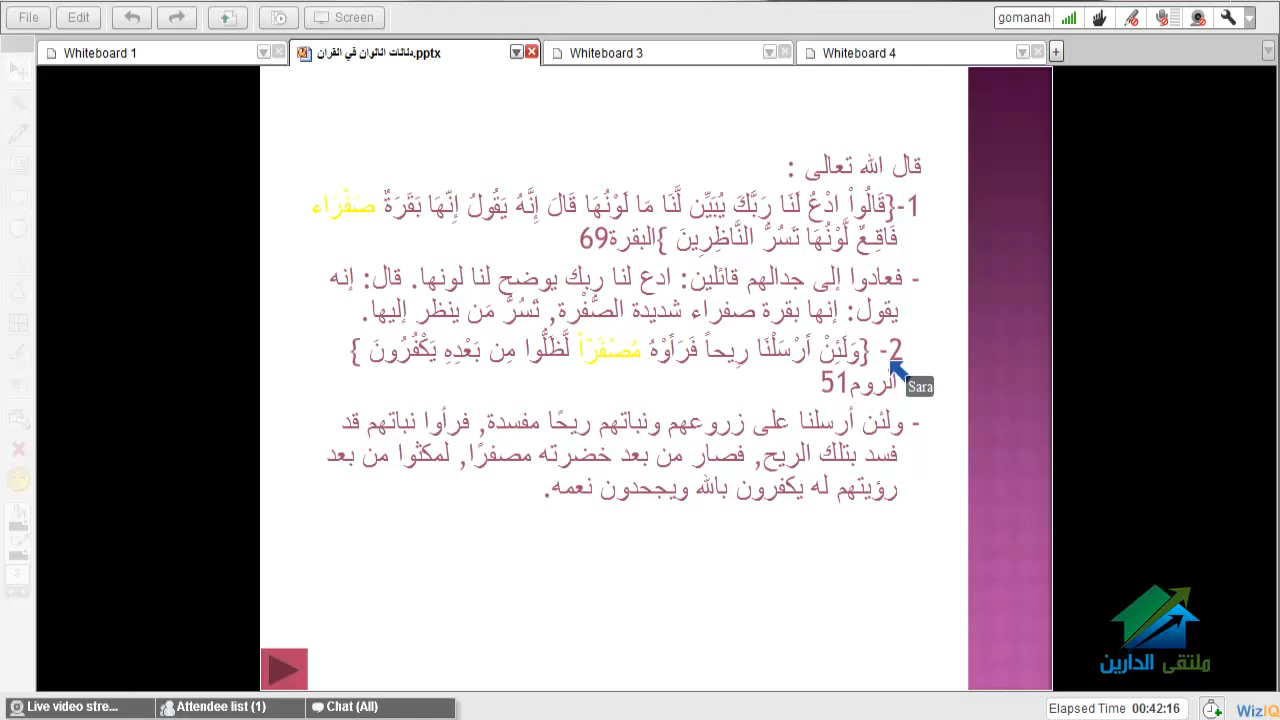 File
Edit
Screen
gomanah
Whiteboard 1
دلالات الالوان في القران.pptx
Whiteboard 3
Whiteboard 4
قال الله تعالى :
1-{قَالُواْ ادْعُ لَنَا رَبَّكَ يُبَيِّن لَّنَا مَا لَوْنُهَا قَالَ إِنَّهُ يَقُولُ إِنَّهَا بَقَرَةٌ صَفْرَاء
فَاقِعٌ لَّوْنُهَا تَسُرُّ النَّاظِرِينَ }البقرة69
- فعادوا إلى جدالهم قائلين: ادع لنا ربك يوضح لنا لونها. قال: إنه
يقول: إنها بقرة صفراء شديدة الصُّفْرة, تَسُرُّ مَن ينظر إليها.
2- {وَلَئِنْ أَرْسَلْنَا رِيحاً فَرَأَوْهُ مُصْفَرّاً لَّظَلُّوا مِن بَعْدِهِ يَكْفُرُونَ }
الروم51
Sara
- ولئن أرسلنا على زروعهم ونباتهم ريحًا مفسدة, فرأوا نباتهم قد
فسد بتلك الريح, فصار من بعد خضرته مصفرًا, لمكثوا من بعد
رؤيتهم له يكفرون بالله ويجحدون نعمه.
ملتقى الدارين
Live video stre...
Attendee list (1)
Chat (All)
Elapsed Time 00:42:16
WizIQ